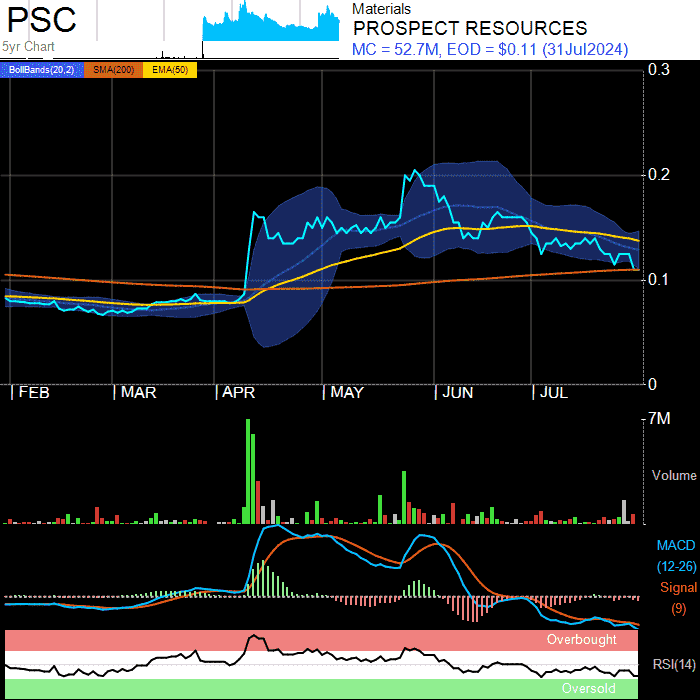 PSC
5yr Chart
Materials
PROSPECT RESOURCES
MC = 52.7M, EOD = $0.11 (31Jul2024)
BollBands(20,2) SMA(200) EMA(50)
0.3
0.2
0.1
0
FEB MAR APR MAY JUN JUL
7M
Volume
MACD
(12-26)
Signal
(9)
Overbought
RSI(14)
Oversold